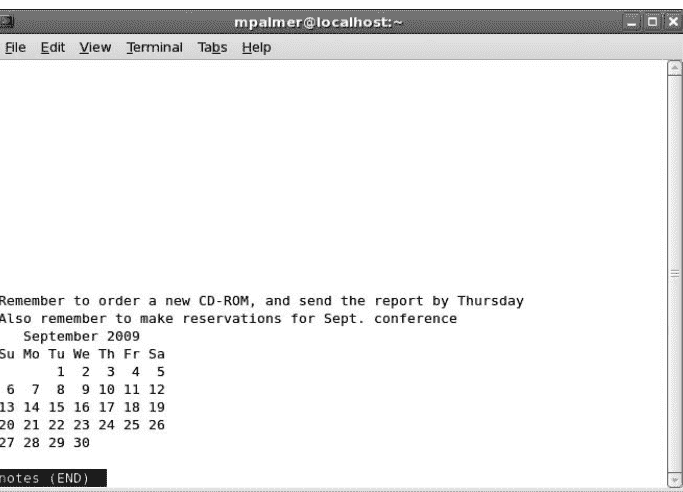 mpalmer@localhost:~
File Edit View Terminal Tabs Help
Remember to order a new CD-ROM, and send the report by Thursday
Also remember to make reservations for Sept. conference
   September 2009
Su Mo Tu We Th Fr Sa
       1  2  3  4  5
 6  7  8  9 10 11 12
13 14 15 16 17 18 19
20 21 22 23 24 25 26
27 28 29 30
notes (END)